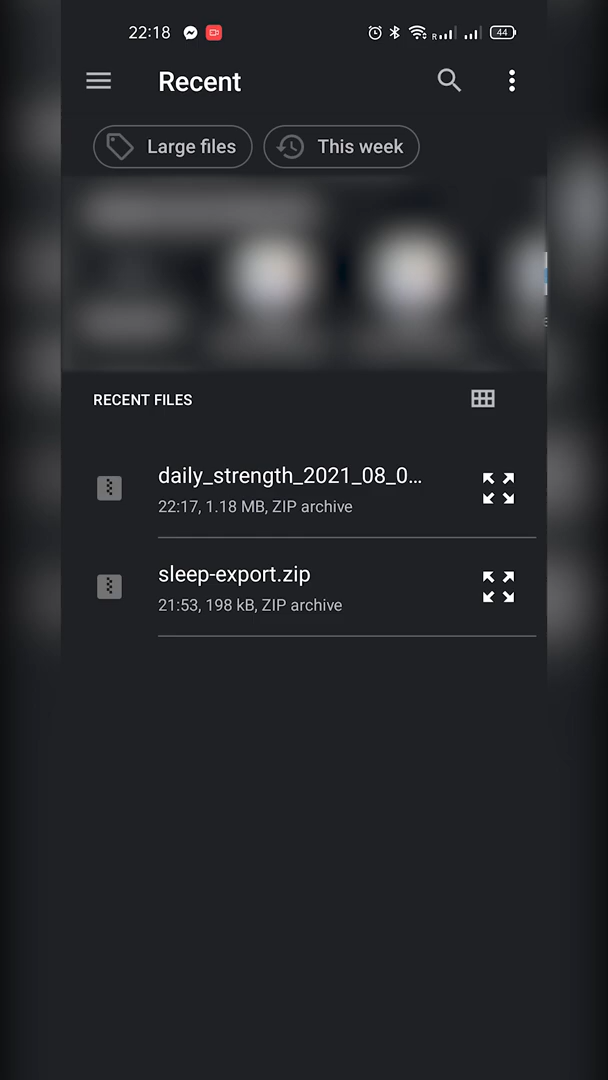 22:18 R 44
Recent
Large files This week
RECENT FILES
daily_strength_2021_08_0...
22:17, 1.18 MB, ZIP archive
sleep-export.zip
21:53, 198 kB, ZIP archive